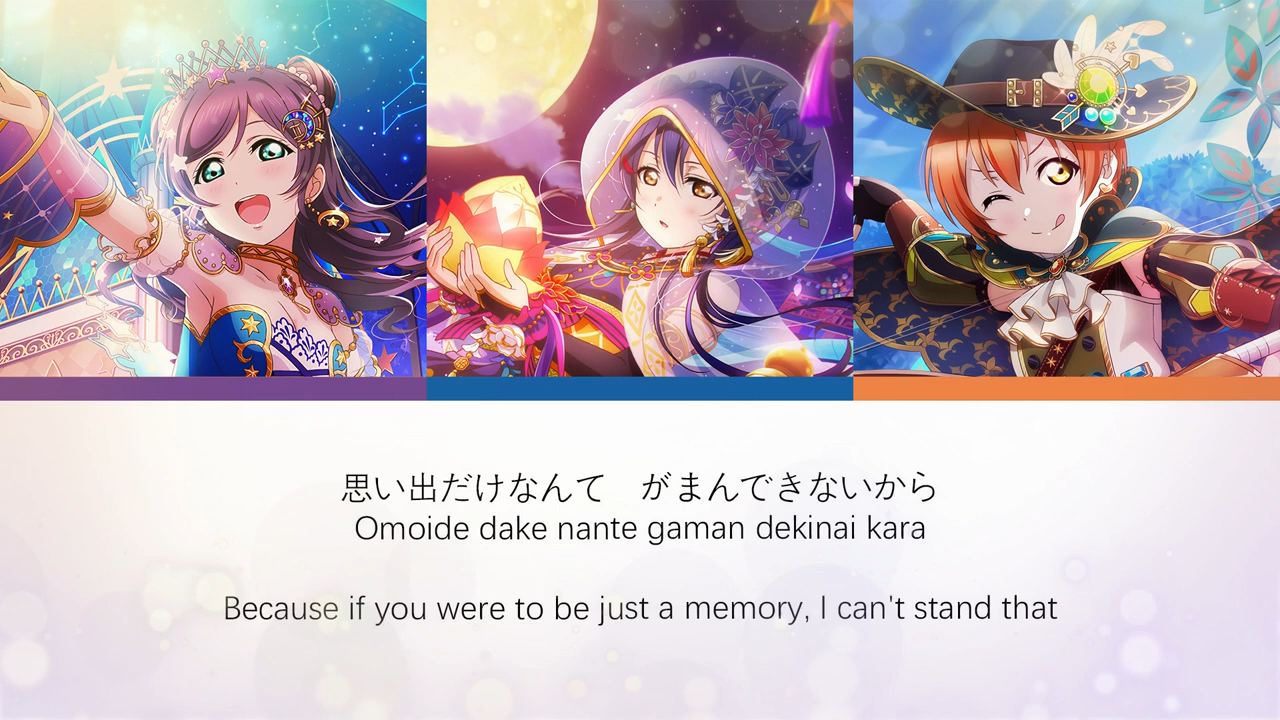 思い出だけなんて　がまんできないから
Omoide dake nante gaman dekinai kara
Because if you were to be just a memory, I can't stand that